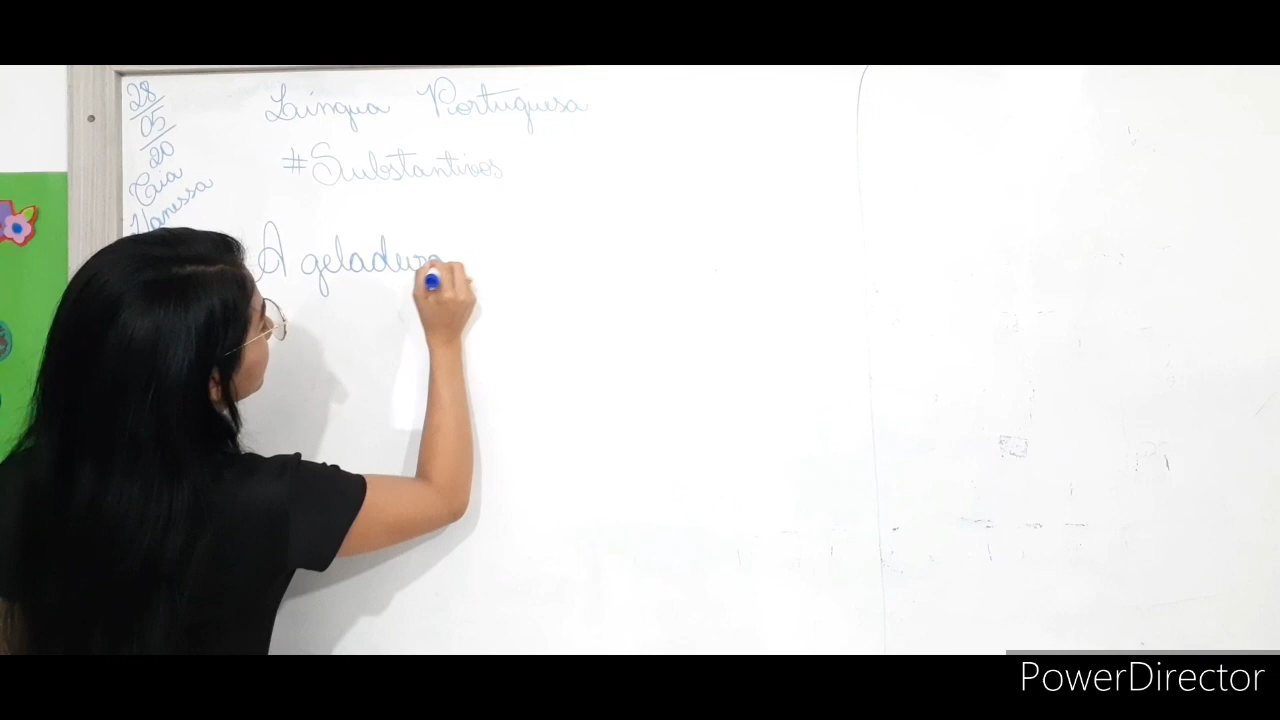 28
05
20
Tia
Vanessa
Língua Portuguesa
#Substantivos
A geladeira
PowerDirector